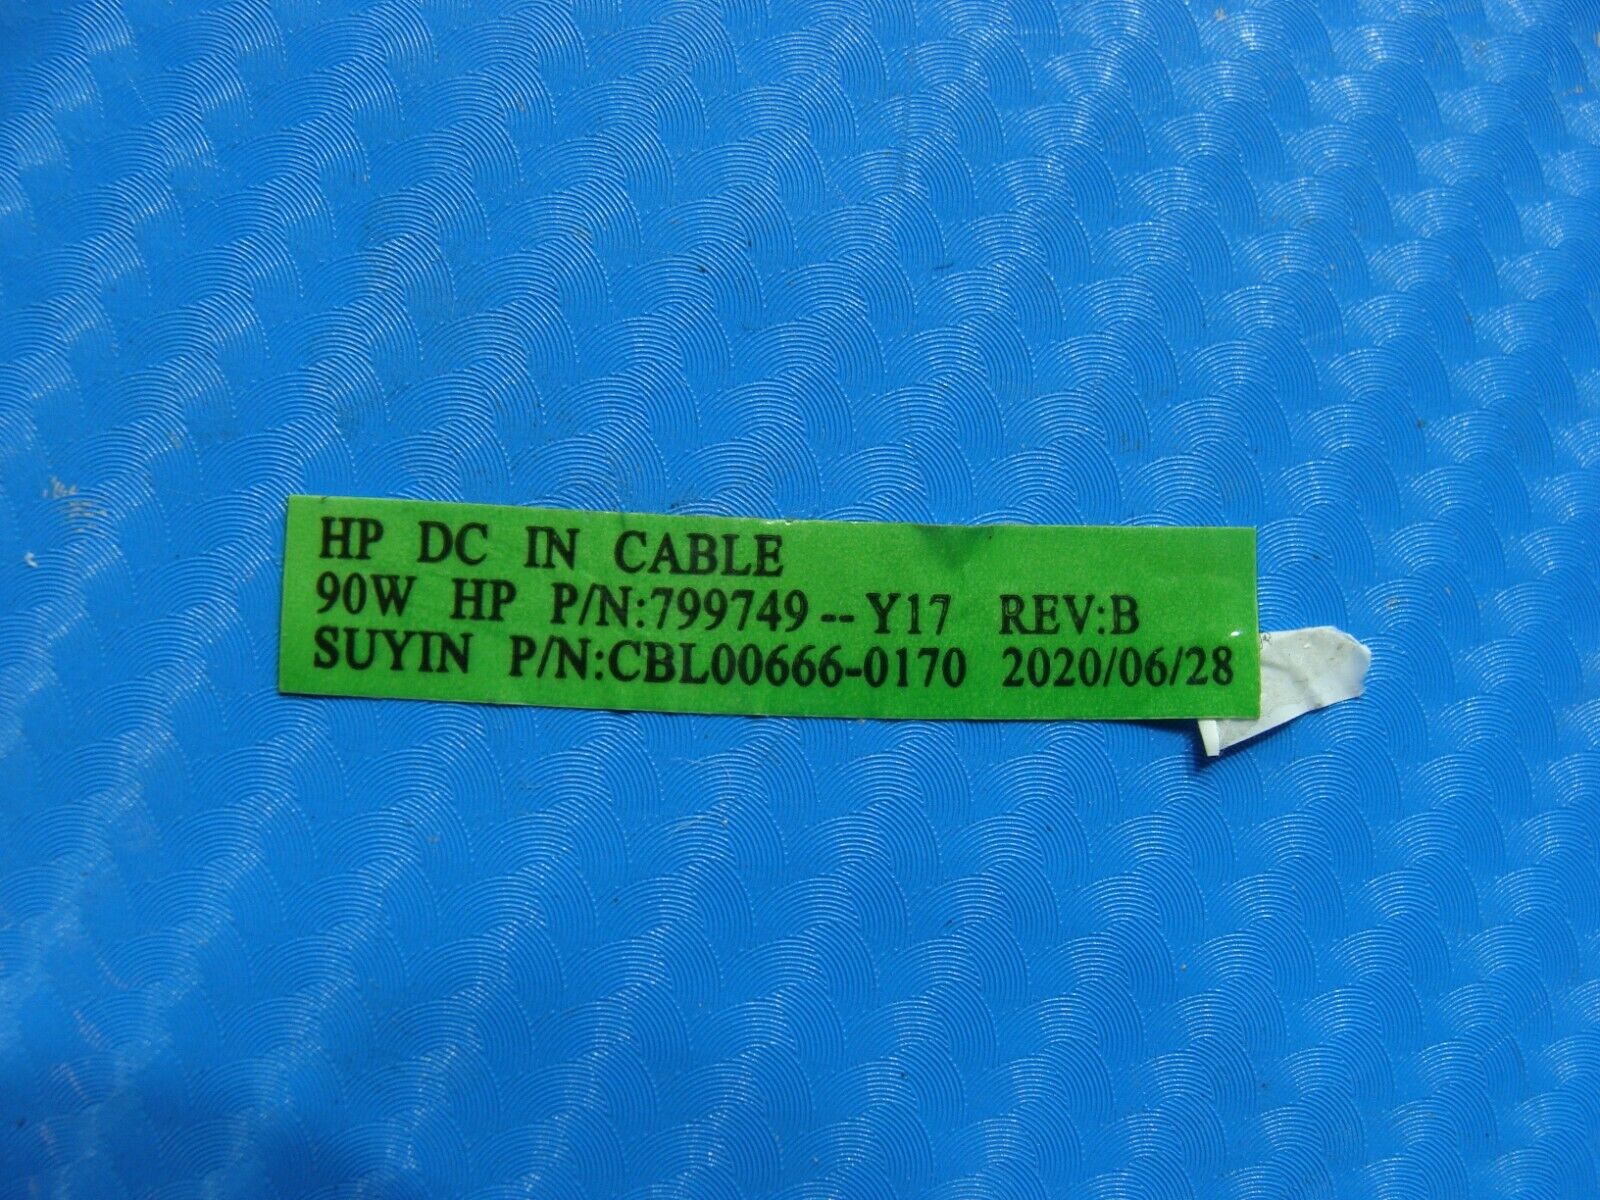 HP DC IN CABLE
90W HP P/N:799749--Y17 REV:B
SUYIN P/N:CBL00666-0170 2020/06/28